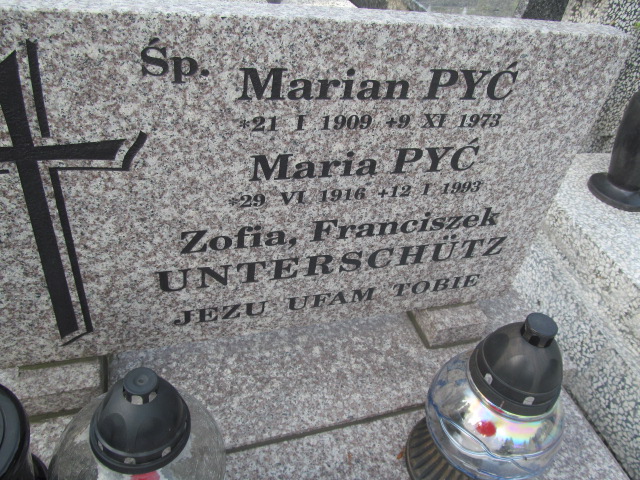 Śp. Marian PYĆ
*21 I 1909 +9 XI 1973
Maria PYĆ
*29 VI 1916 +12 I 1993
Zofia, Franciszek
UNTERSCHÜTZ
JEZU UFAM TOBIE